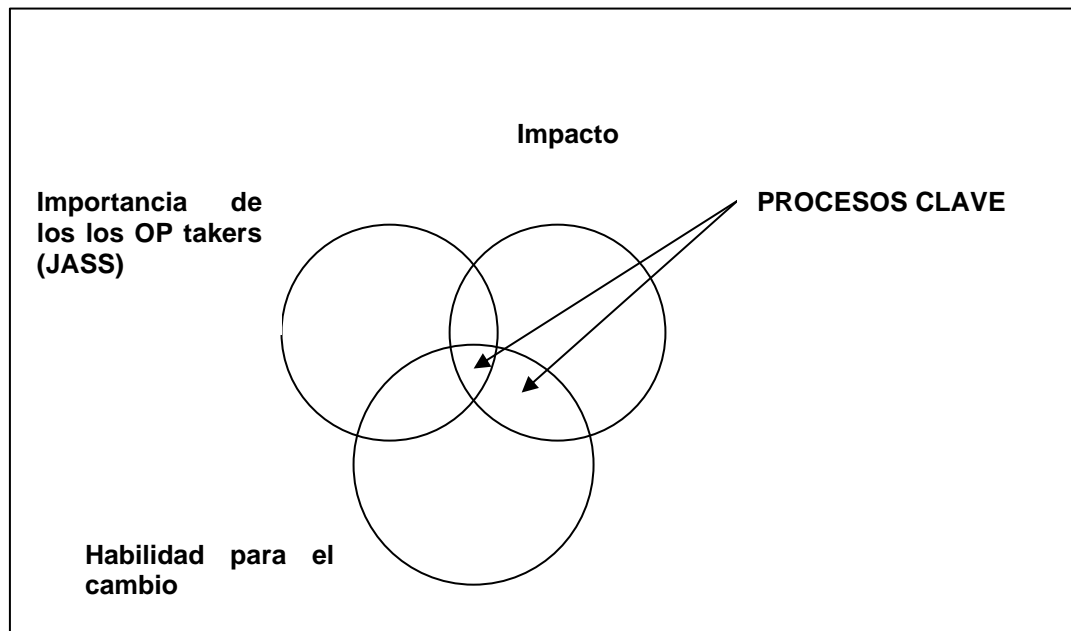 Impacto
Importancia de
los los OP takers
(JASS)
PROCESOS CLAVE
Habilidad para el
cambio